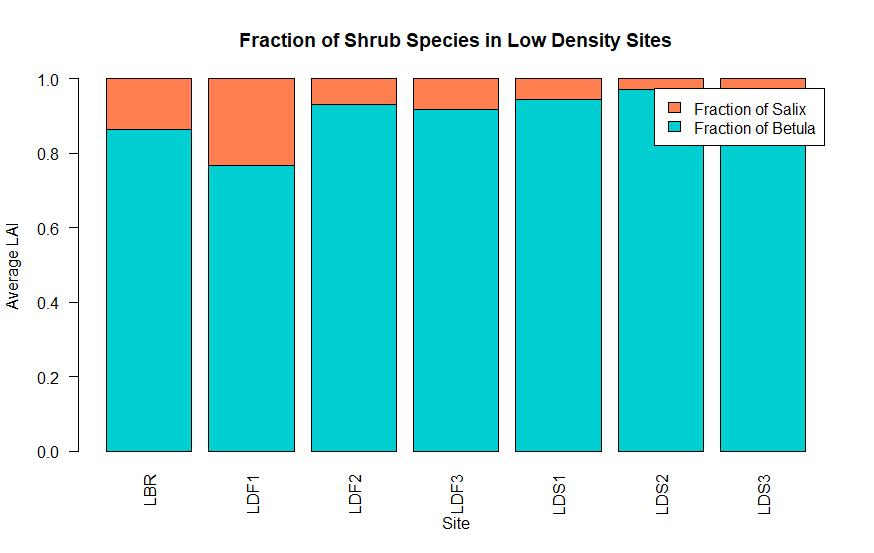 Fraction of Shrub Species in Low Density Sites
Average LAI
1.0
0.8
0.6
0.4
0.2
0.0
Fraction of Salix
Fraction of Betula
LBR
LDF1
LDF2
LDF3
LDS1
LDS2
LDS3
Site